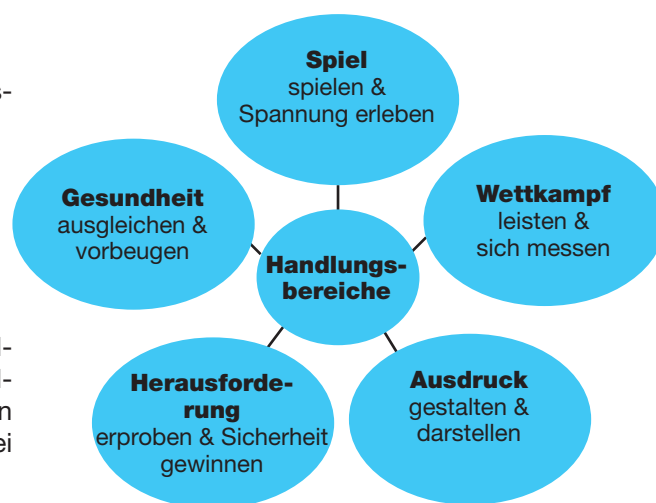 s-
Spiel
spielen &
Spannung erleben
Gesundheit
ausgleichen &
vorbeugen
Wettkampf
leisten &
sich messen
Handlungs-
bereiche
l-
l-
n
ei
Herausforde-
rung
erproben & Sicherheit
gewinnen
Ausdruck
gestalten &
darstellen